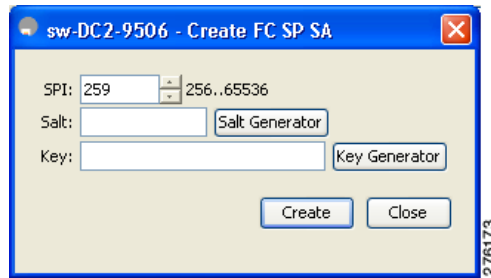 sw-DC2-9506 - Create FC SP SA
SPI: 259 256..65536
Salt: Salt Generator
Key: Key Generator
Create Close
276173